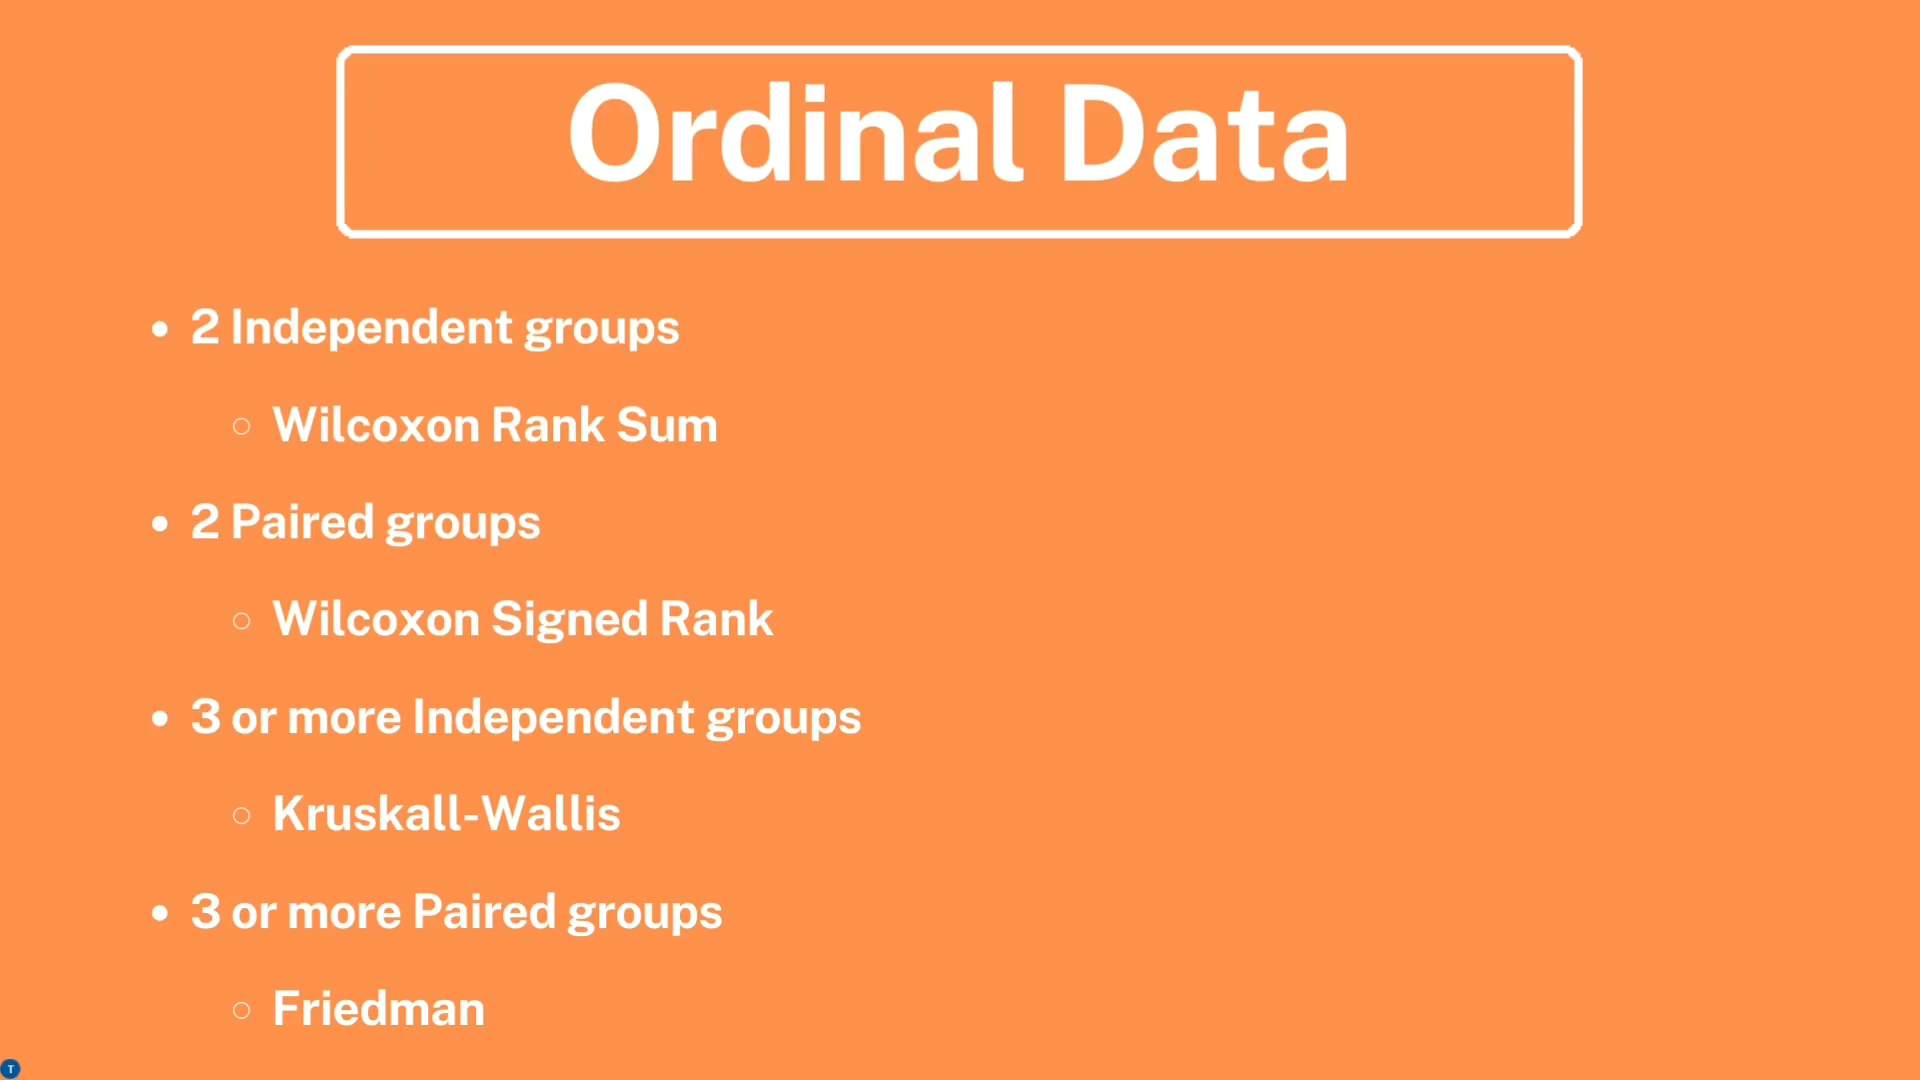 Ordinal Data
2 Independent groups
Wilcoxon Rank Sum
2 Paired groups
Wilcoxon Signed Rank
3 or more Independent groups
Kruskall-Wallis
3 or more Paired groups
Friedman
T